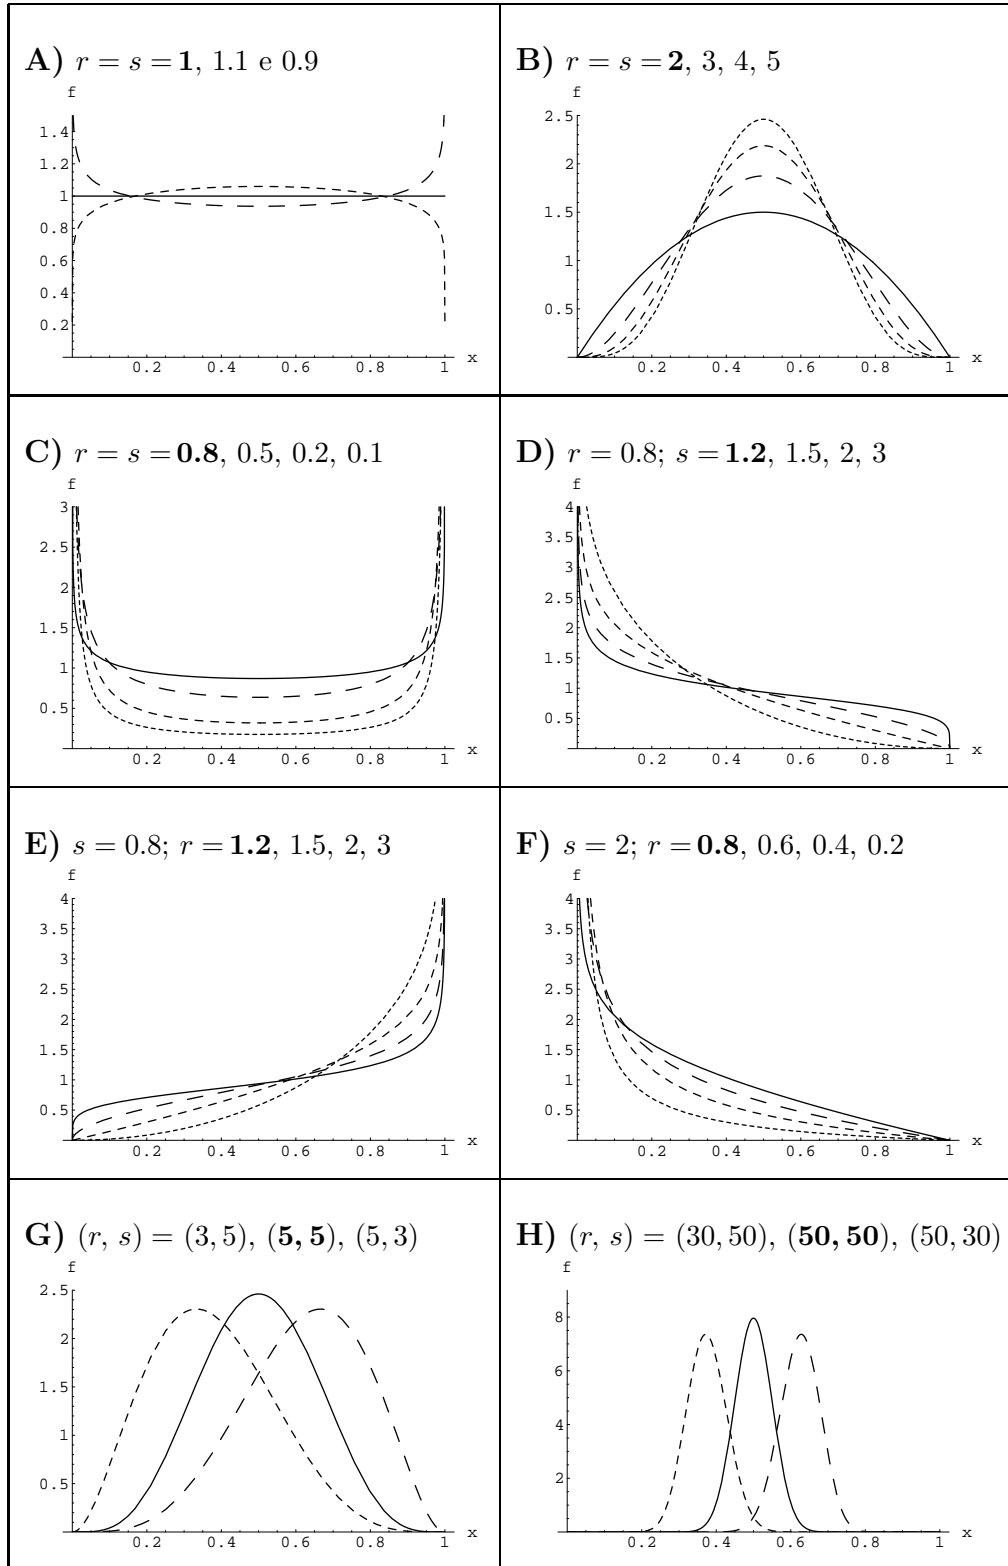 A) r = s = 1, 1.1 e 0.9
f
1.4
1.2
1
0.8
0.6
0.4
0.2
0.2 0.4 0.6 0.8 1 x
B) r = s = 2, 3, 4, 5
f
2.5
2
1.5
1
0.5
0.2 0.4 0.6 0.8 1 x
C) r = s = 0.8, 0.5, 0.2, 0.1
f
3
2.5
2
1.5
1
0.5
0.2 0.4 0.6 0.8 1 x
D) r = 0.8; s = 1.2, 1.5, 2, 3
f
4
3.5
3
2.5
2
1.5
1
0.5
0.2 0.4 0.6 0.8 1 x
E) s = 0.8; r = 1.2, 1.5, 2, 3
f
4
3.5
3
2.5
2
1.5
1
0.5
0.2 0.4 0.6 0.8 1 x
F) s = 2; r = 0.8, 0.6, 0.4, 0.2
f
4
3.5
3
2.5
2
1.5
1
0.5
0.2 0.4 0.6 0.8 1 x
G) (r, s) = (3, 5), (5, 5), (5, 3)
f
2.5
2
1.5
1
0.5
0.2 0.4 0.6 0.8 1 x
H) (r, s) = (30, 50), (50, 50), (50, 30)
f
8
6
4
2
0.2 0.4 0.6 0.8 1 x